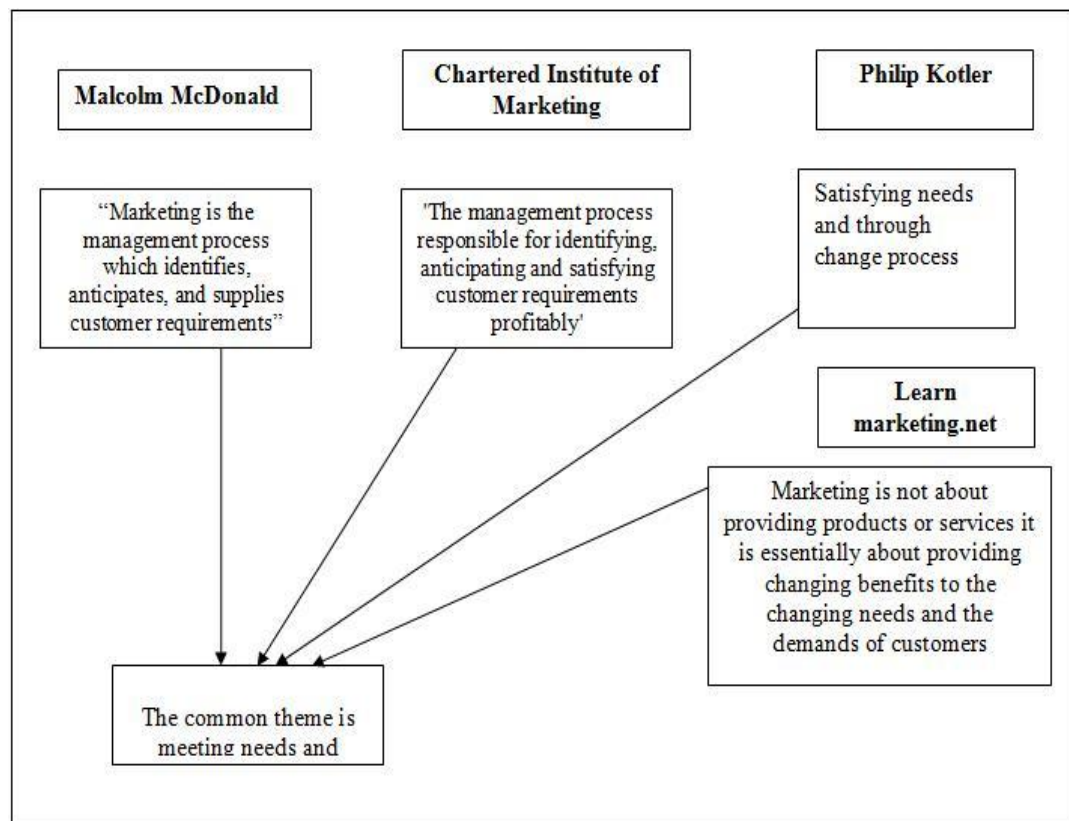 Malcolm McDonald
Chartered Institute of
Marketing
Philip Kotler
“Marketing is the
management process
which identifies,
anticipates, and supplies
customer requirements”
'The management process
responsible for identifying,
anticipating and satisfying
customer requirements
profitably'
Satisfying needs
and through
change process
Learn
marketing.net
Marketing is not about
providing products or services it
is essentially about providing
changing benefits to the
changing needs and the
demands of customers
The common theme is
meeting needs and